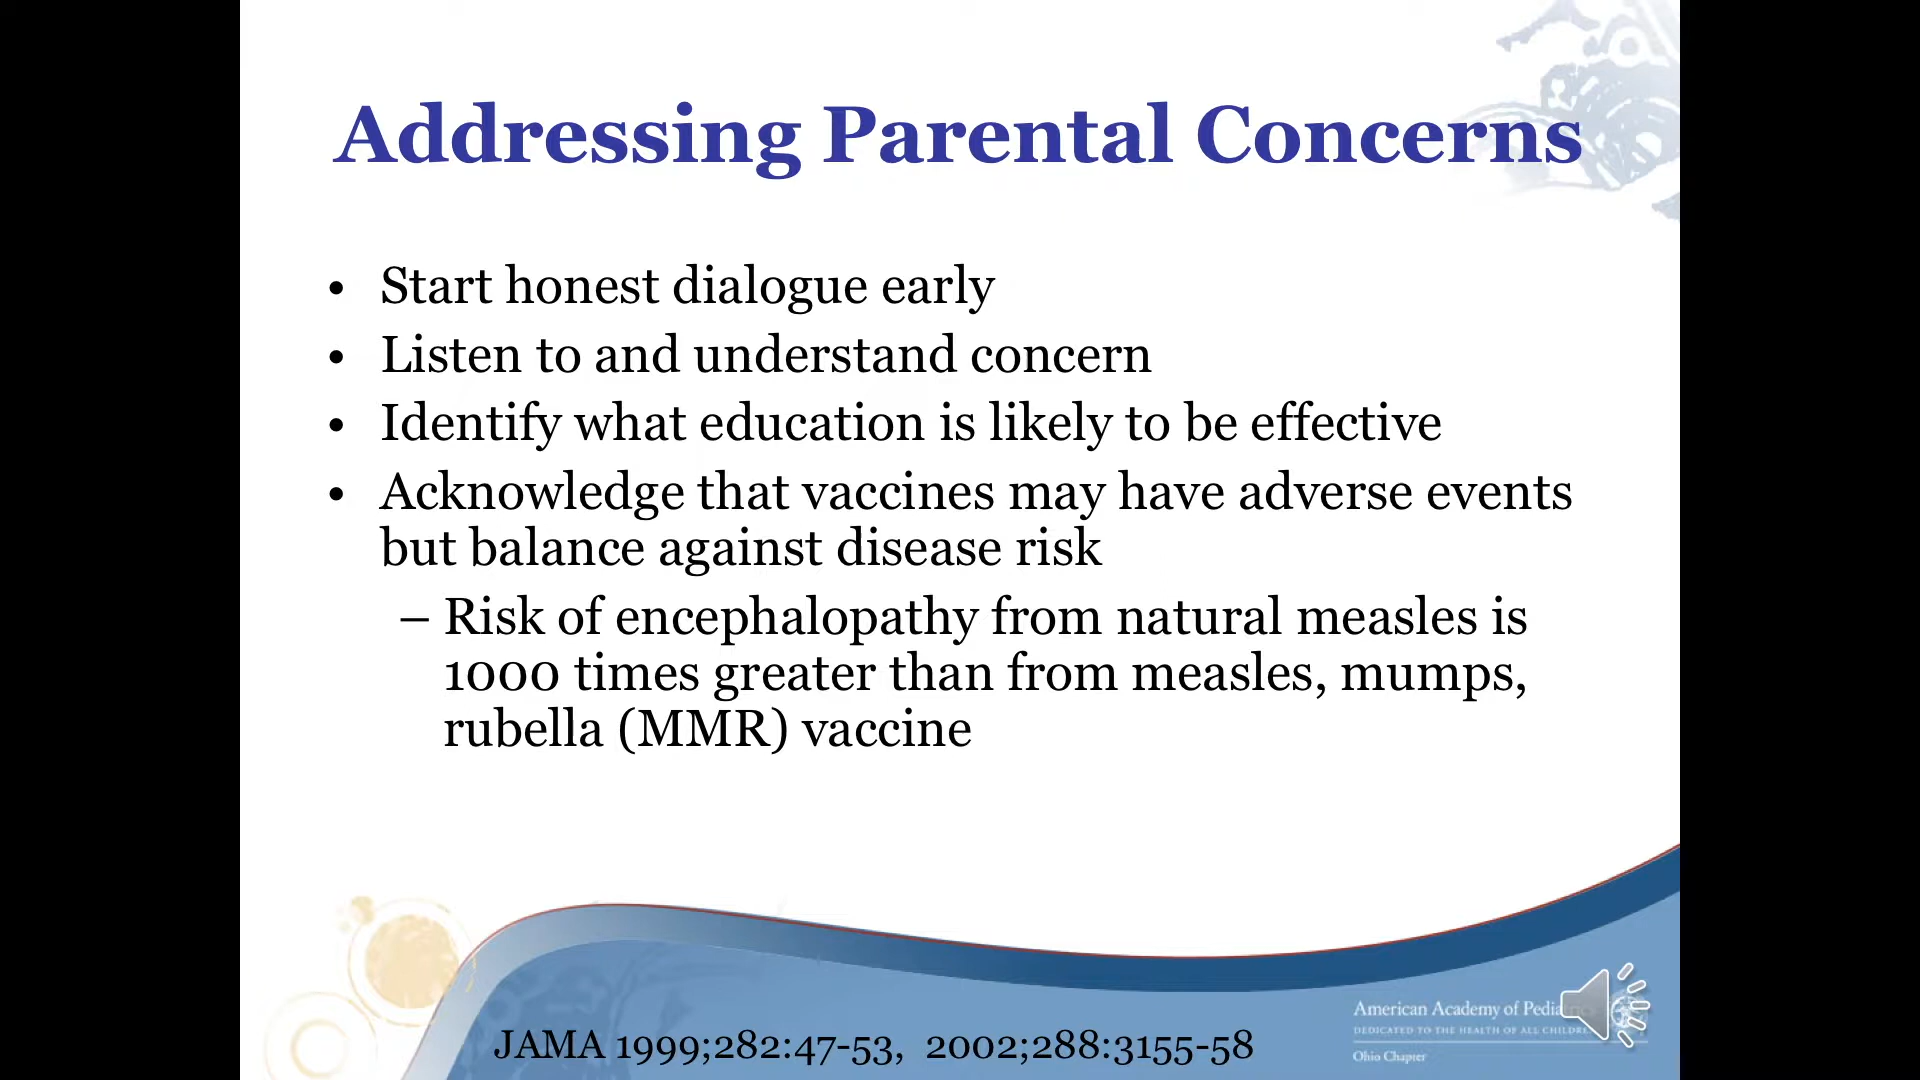 Addressing Parental Concerns
• Start honest dialogue early
• Listen to and understand concern
• Identify what education is likely to be effective
• Acknowledge that vaccines may have adverse events
but balance against disease risk
– Risk of encephalopathy from natural measles is
1000 times greater than from measles, mumps,
rubella (MMR) vaccine
JAMA 1999;282:47-53, 2002;288:3155-58
American Academy of
DEDICATED TO THE HEALTH OF ALL
Ohio Chapter